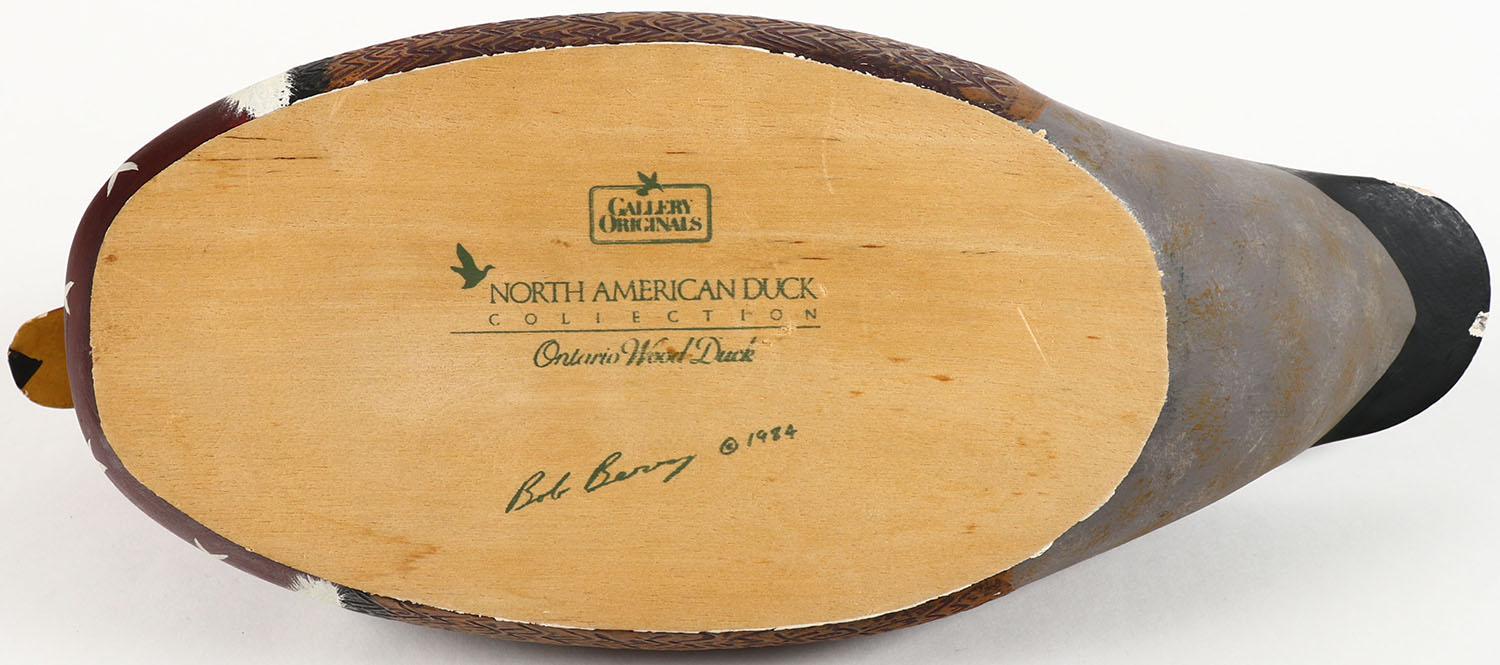 GALLERY
ORIGINALS
NORTH AMERICAN DUCK
COLLECTION
Ontario Wood Duck
Bob Berry © 1984